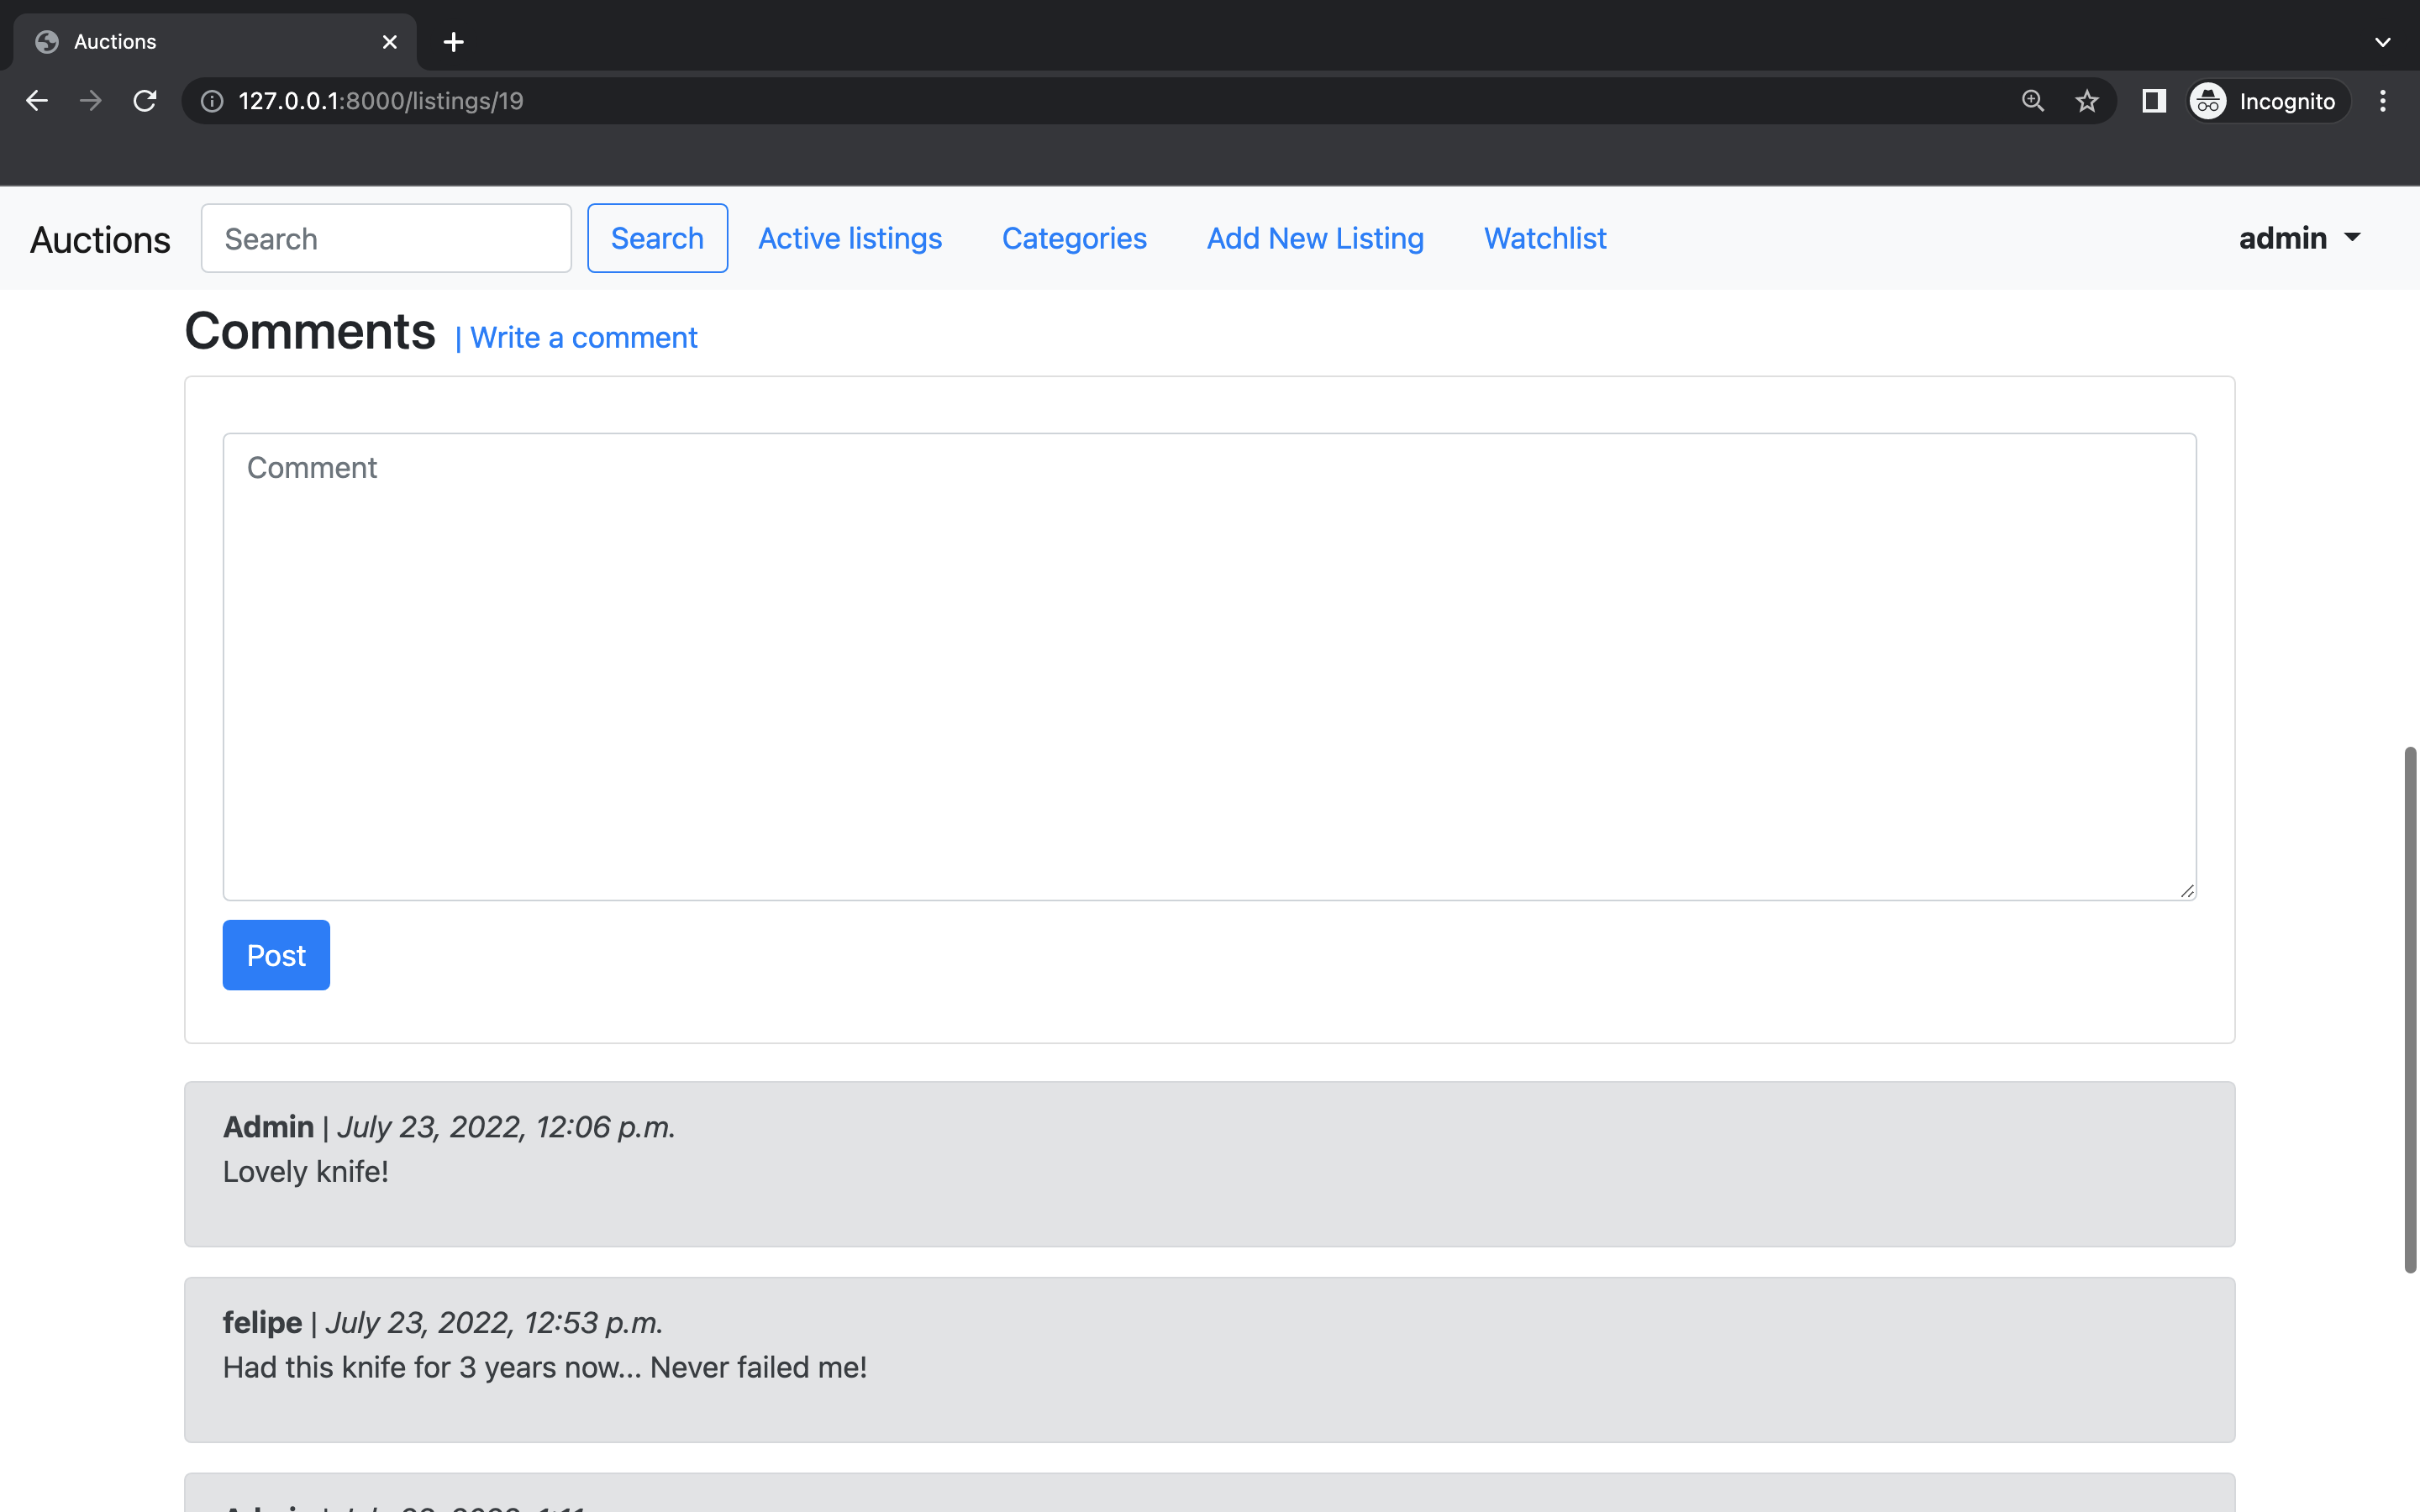 Auctions
127.0.0.1:8000/listings/19
Incognito
Auctions Search Search Active listings Categories Add New Listing Watchlist admin
Comments | Write a comment
Comment
Post
Admin | July 23, 2022, 12:06 p.m.
Lovely knife!
felipe | July 23, 2022, 12:53 p.m.
Had this knife for 3 years now... Never failed me!